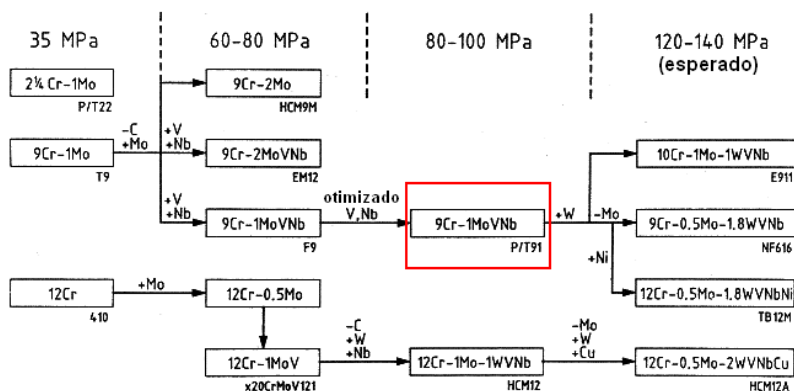 35 MPa
60-80 MPa
80-100 MPa
120-140 MPa
(esperado)
2¼ Cr-1Mo
P/T22
9Cr-2Mo
HCM9M
-C
+Mo
+V
+Nb
9Cr-1Mo
T9
9Cr-2MoVNb
EM12
10Cr-1Mo-1WVNb
E911
+V
+Nb
9Cr-1MoVNb
F9
otimizado
V,Nb
9Cr-1MoVNb
P/T91
+W
-Mo
9Cr-0.5Mo-1.8WVNb
NF616
+Ni
12Cr
410
+Mo
12Cr-0.5Mo
12Cr-0.5Mo-1.8WVNbNi
TB12M
12Cr-1MoV
x20CrMoV121
-C
+W
+Nb
12Cr-1Mo-1WVNb
HCM12
-Mo
+W
+Cu
12Cr-0.5Mo-2WVNbCu
HCM12A